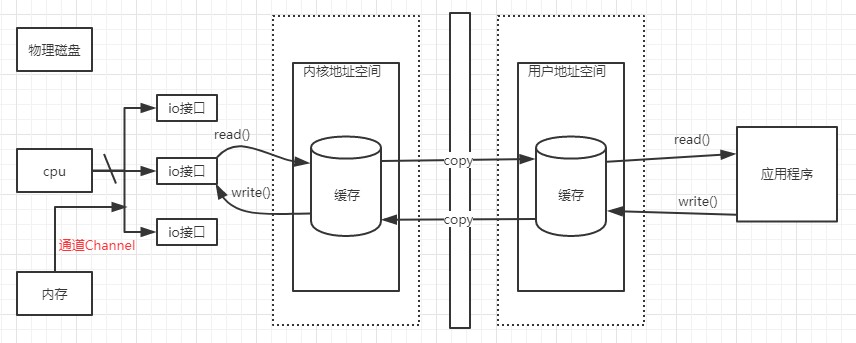 物理磁盘
内核地址空间
用户地址空间
io接口
read()
read()
copy
cpu
io接口
缓存
缓存
应用程序
write()
write()
copy
io接口
通道Channel
内存